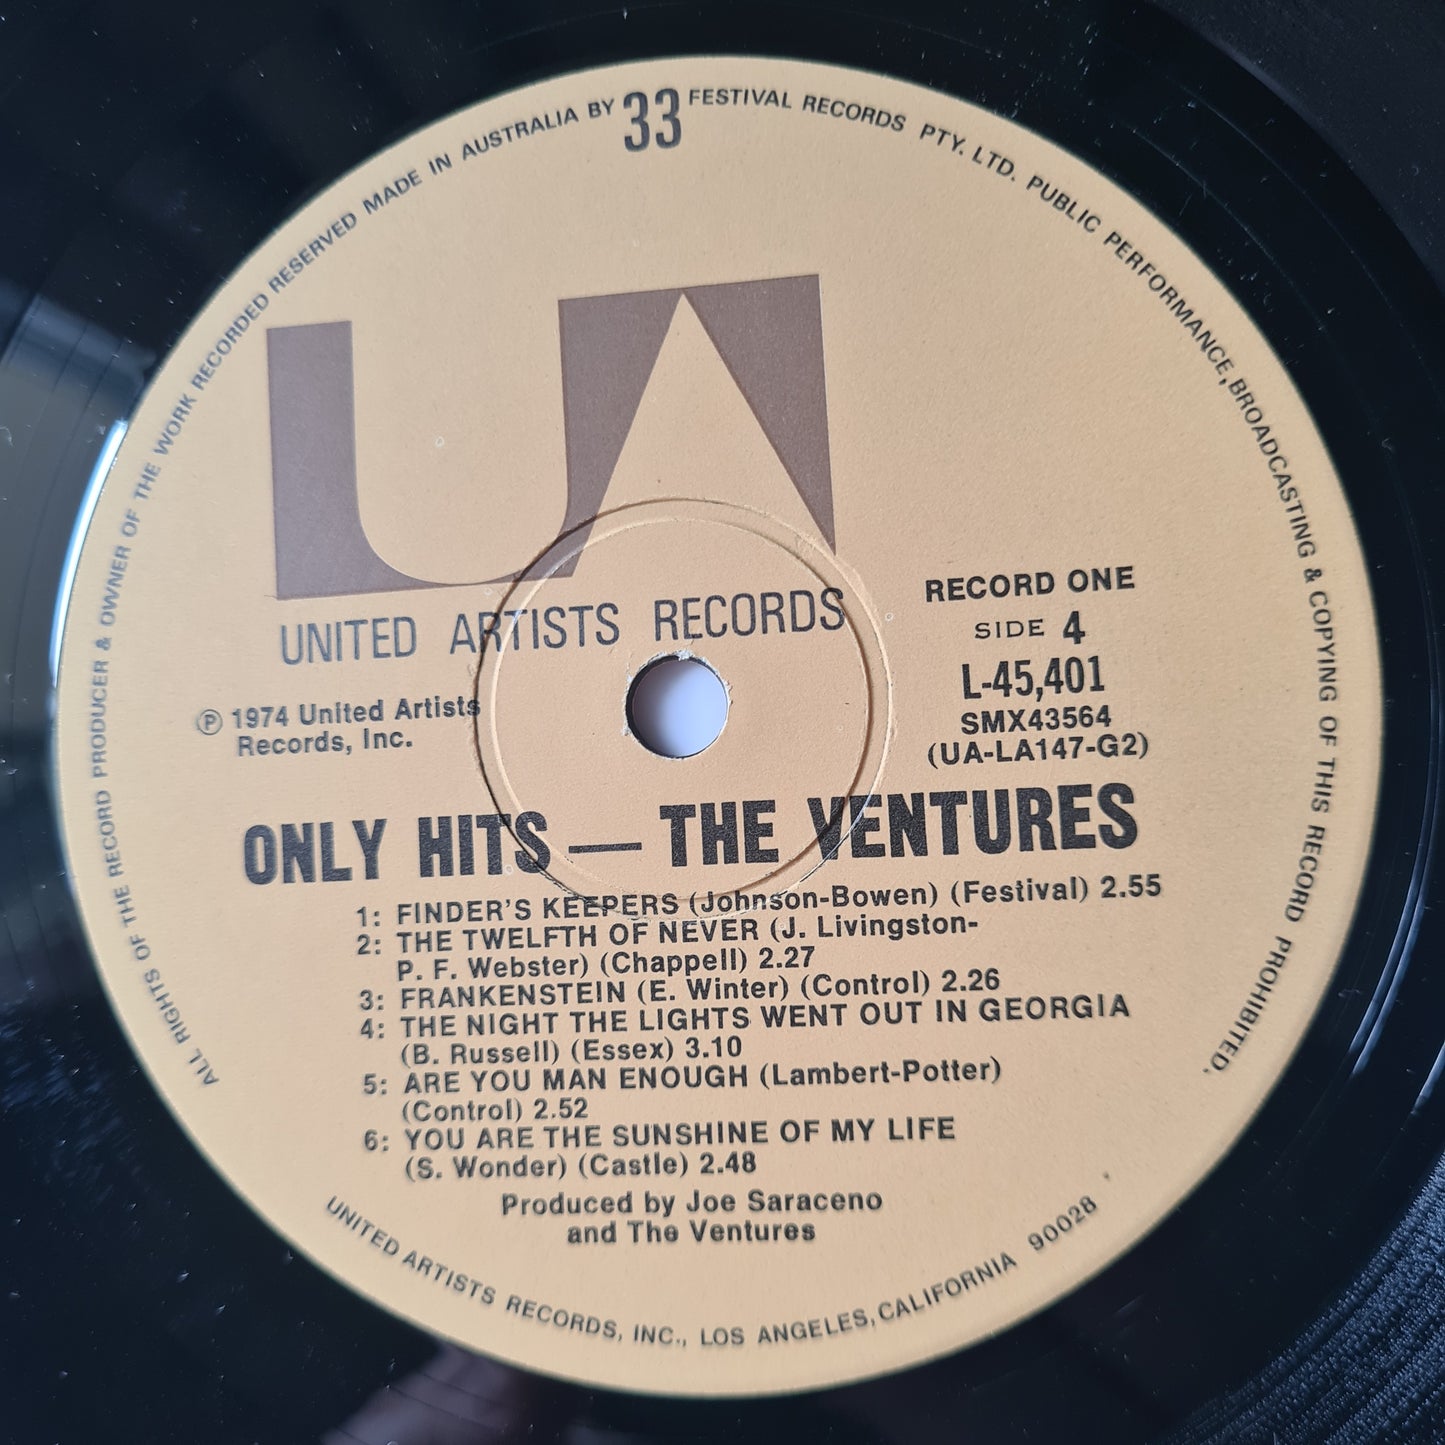 ALL RIGHTS OF THE RECORD PRODUCER & OWNER OF THE WORK RECORDED RESERVED MADE IN AUSTRALIA BY 33 FESTIVAL RECORDS PTY. LTD. PUBLIC PERFORMANCE, BROADCASTING & COPYING OF THIS RECORD PROHIBITED.
UA
UNITED ARTISTS RECORDS
℗ 1974 United Artists
Records, Inc.
RECORD ONE
SIDE 4
L-45,401
SMX43564
(UA-LA147-G2)
ONLY HITS — THE VENTURES
1: FINDER'S KEEPERS (Johnson-Bowen) (Festival) 2.55
2: THE TWELFTH OF NEVER (J. Livingston-
P. F. Webster) (Chappell) 2.27
3: FRANKENSTEIN (E. Winter) (Control) 2.26
4: THE NIGHT THE LIGHTS WENT OUT IN GEORGIA
(B. Russell) (Essex) 3.10
5: ARE YOU MAN ENOUGH (Lambert-Potter)
(Control) 2.52
6: YOU ARE THE SUNSHINE OF MY LIFE
(S. Wonder) (Castle) 2.48
Produced by Joe Saraceno
and The Ventures
UNITED ARTISTS RECORDS, INC., LOS ANGELES, CALIFORNIA 90028